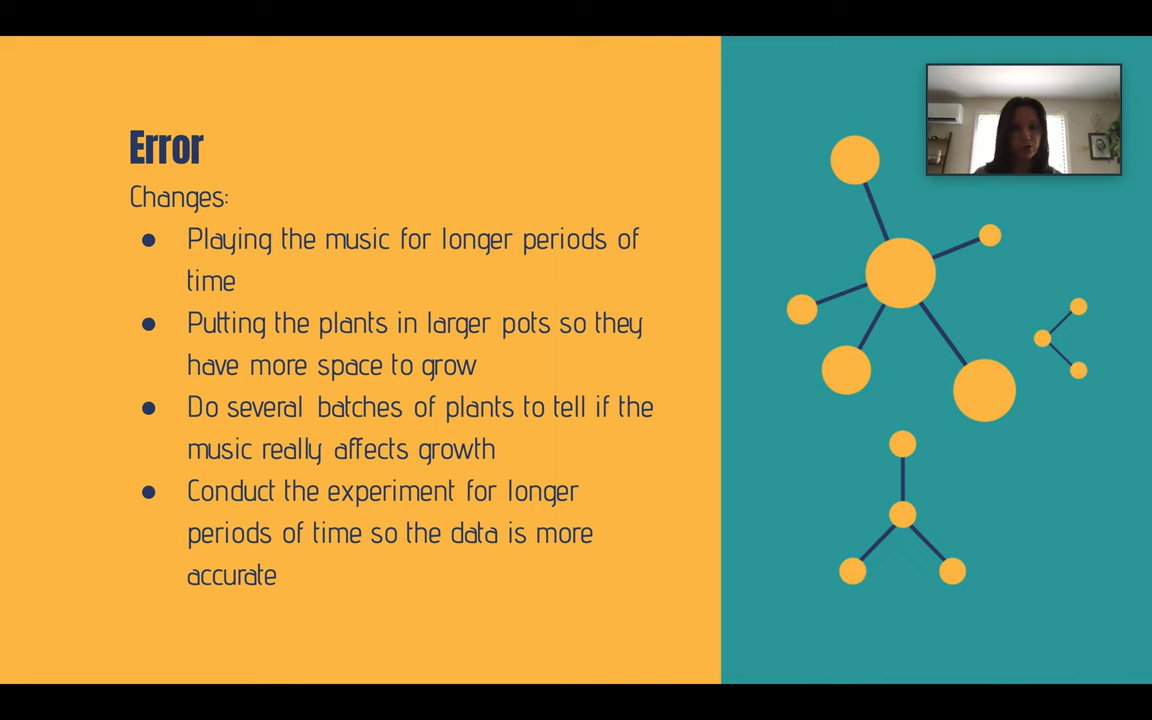 Error
Changes:
● Playing the music for longer periods of
time
● Putting the plants in larger pots so they
have more space to grow
● Do several batches of plants to tell if the
music really affects growth
● Conduct the experiment for longer
periods of time so the data is more
accurate